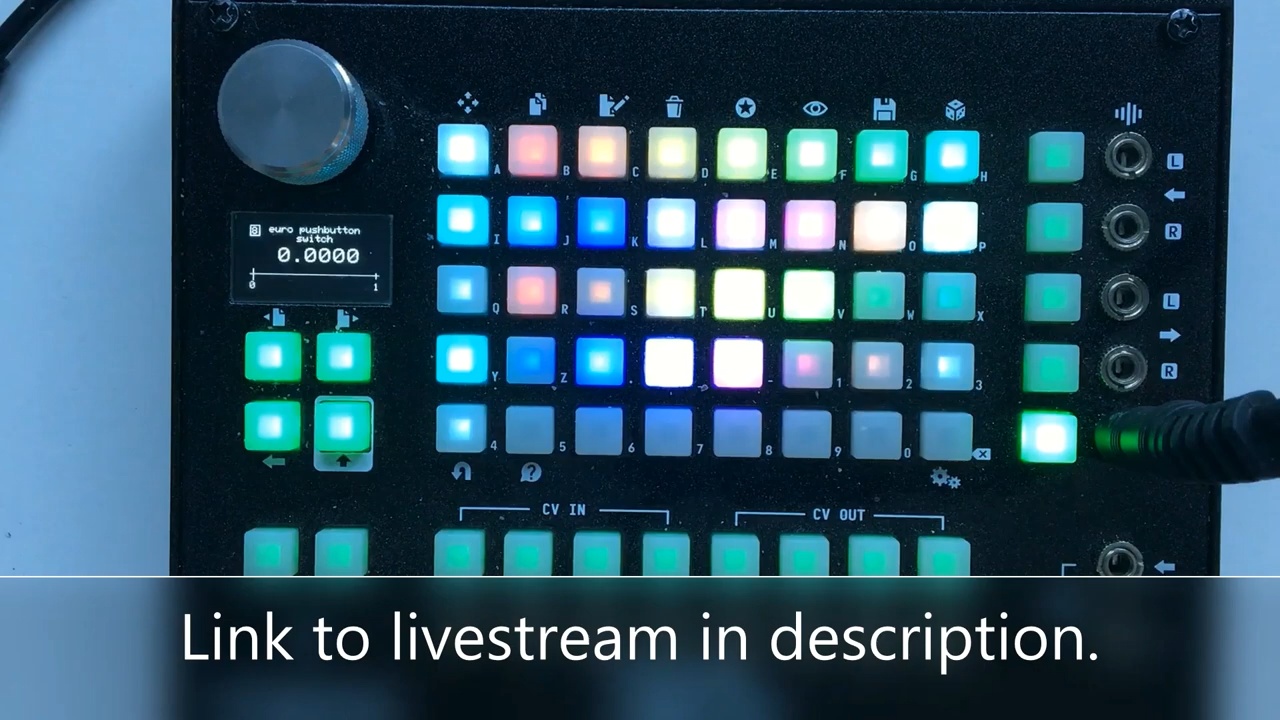 A B C D E F G H
L
I J K L M N O P
R
euro pushbutton
switch
0.0000
0 1
Q R S T U V W X
L
Y Z . - 1 2 3
R
4 5 6 7 8 9 0
CV IN CV OUT
Link to livestream in description.